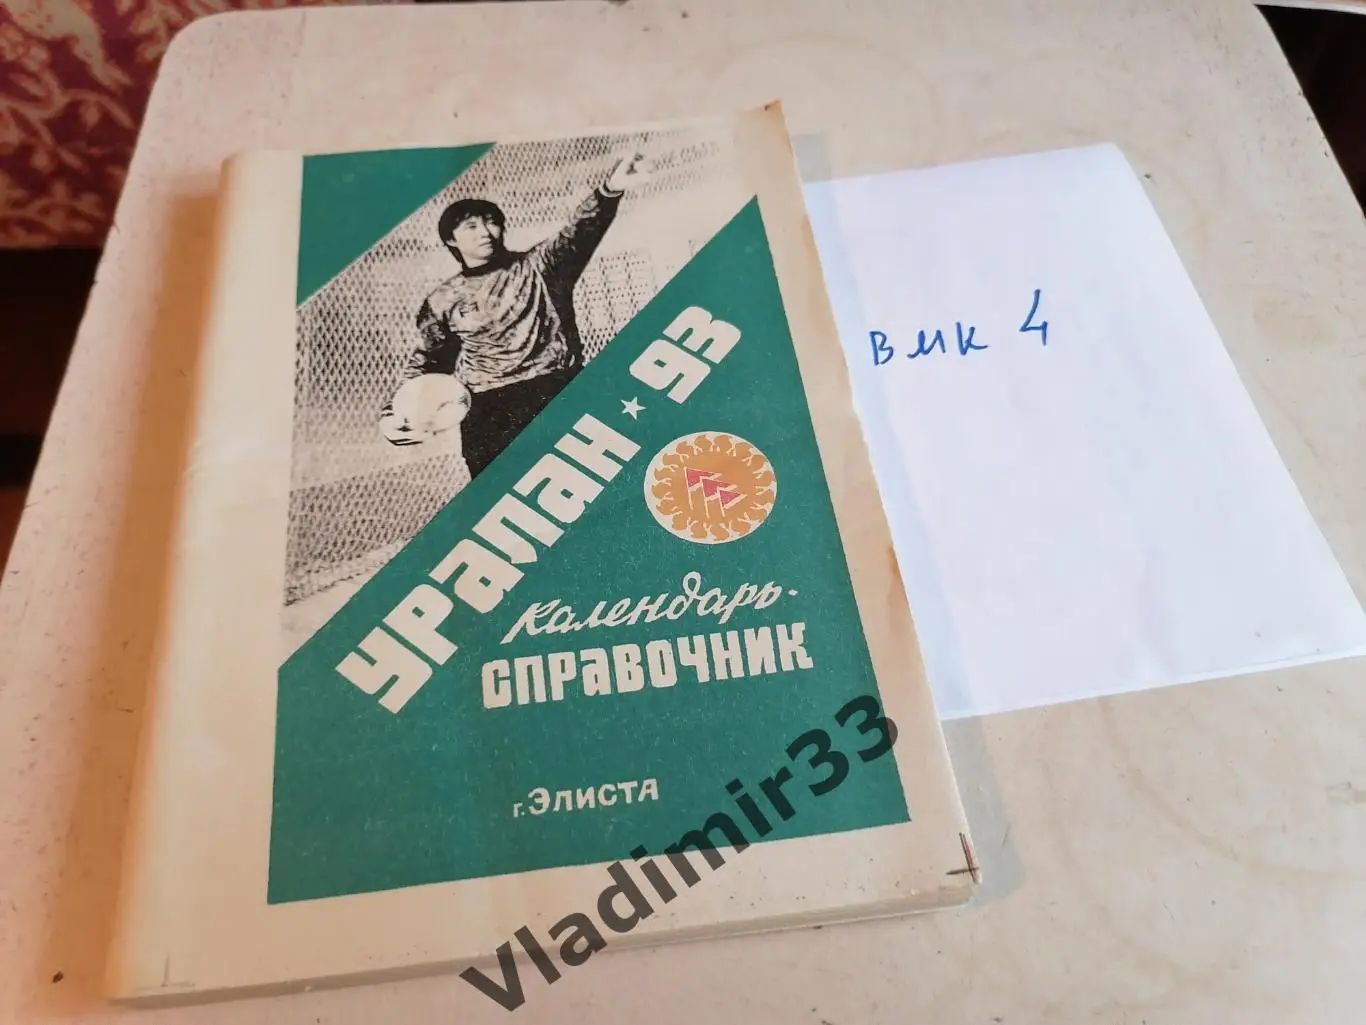 уралан ★ 93
Календарь-
СПРАВОЧНИК
г. Элиста
ВМК 4
Vladimir33